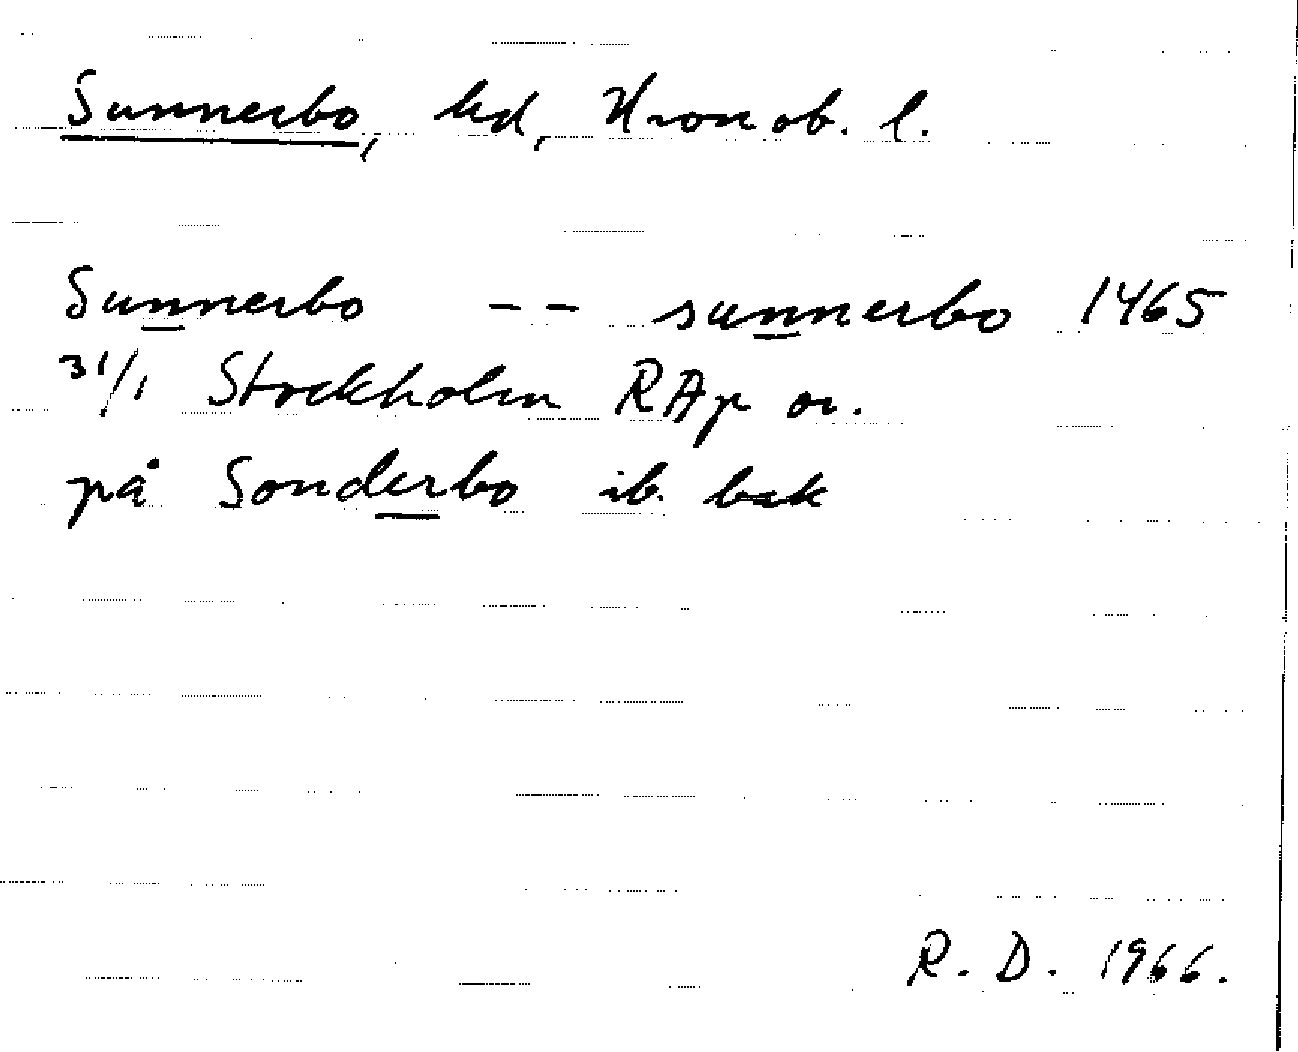 Sunnerbo, hd, Kronob. l.
Sunnerbo -- sunnerbo 1465
31/1 Stockholm RAp or.
på Sonderbo ib. bak
R. D. 1966.